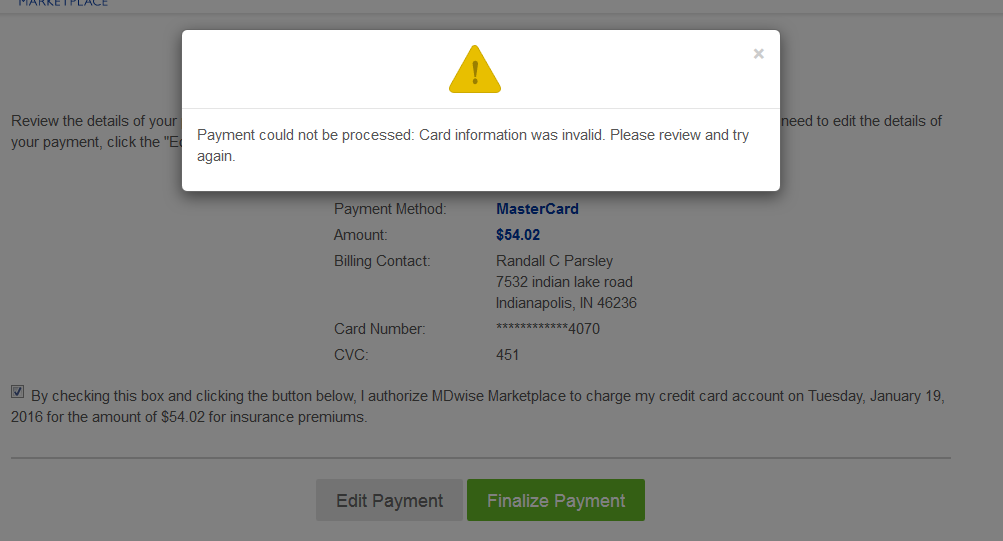 MARKETPLACE
×
Review the details of your need to edit the details of
your payment, click the "Ed
Payment could not be processed: Card information was invalid. Please review and try
again.
Payment Method: MasterCard
Amount: $54.02
Billing Contact: Randall C Parsley
7532 indian lake road
Indianapolis, IN 46236
Card Number: ************4070
CVC: 451
By checking this box and clicking the button below, I authorize MDwise Marketplace to charge my credit card account on Tuesday, January 19,
2016 for the amount of $54.02 for insurance premiums.
Edit Payment Finalize Payment